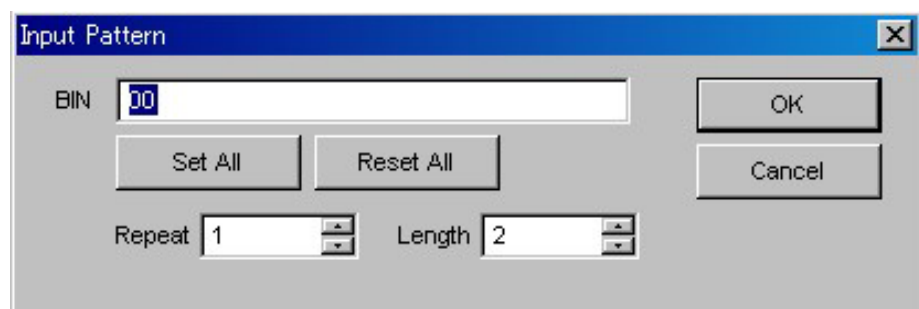 Input Pattern
BIN 00 OK
Set All Reset All Cancel
Repeat 1 Length 2